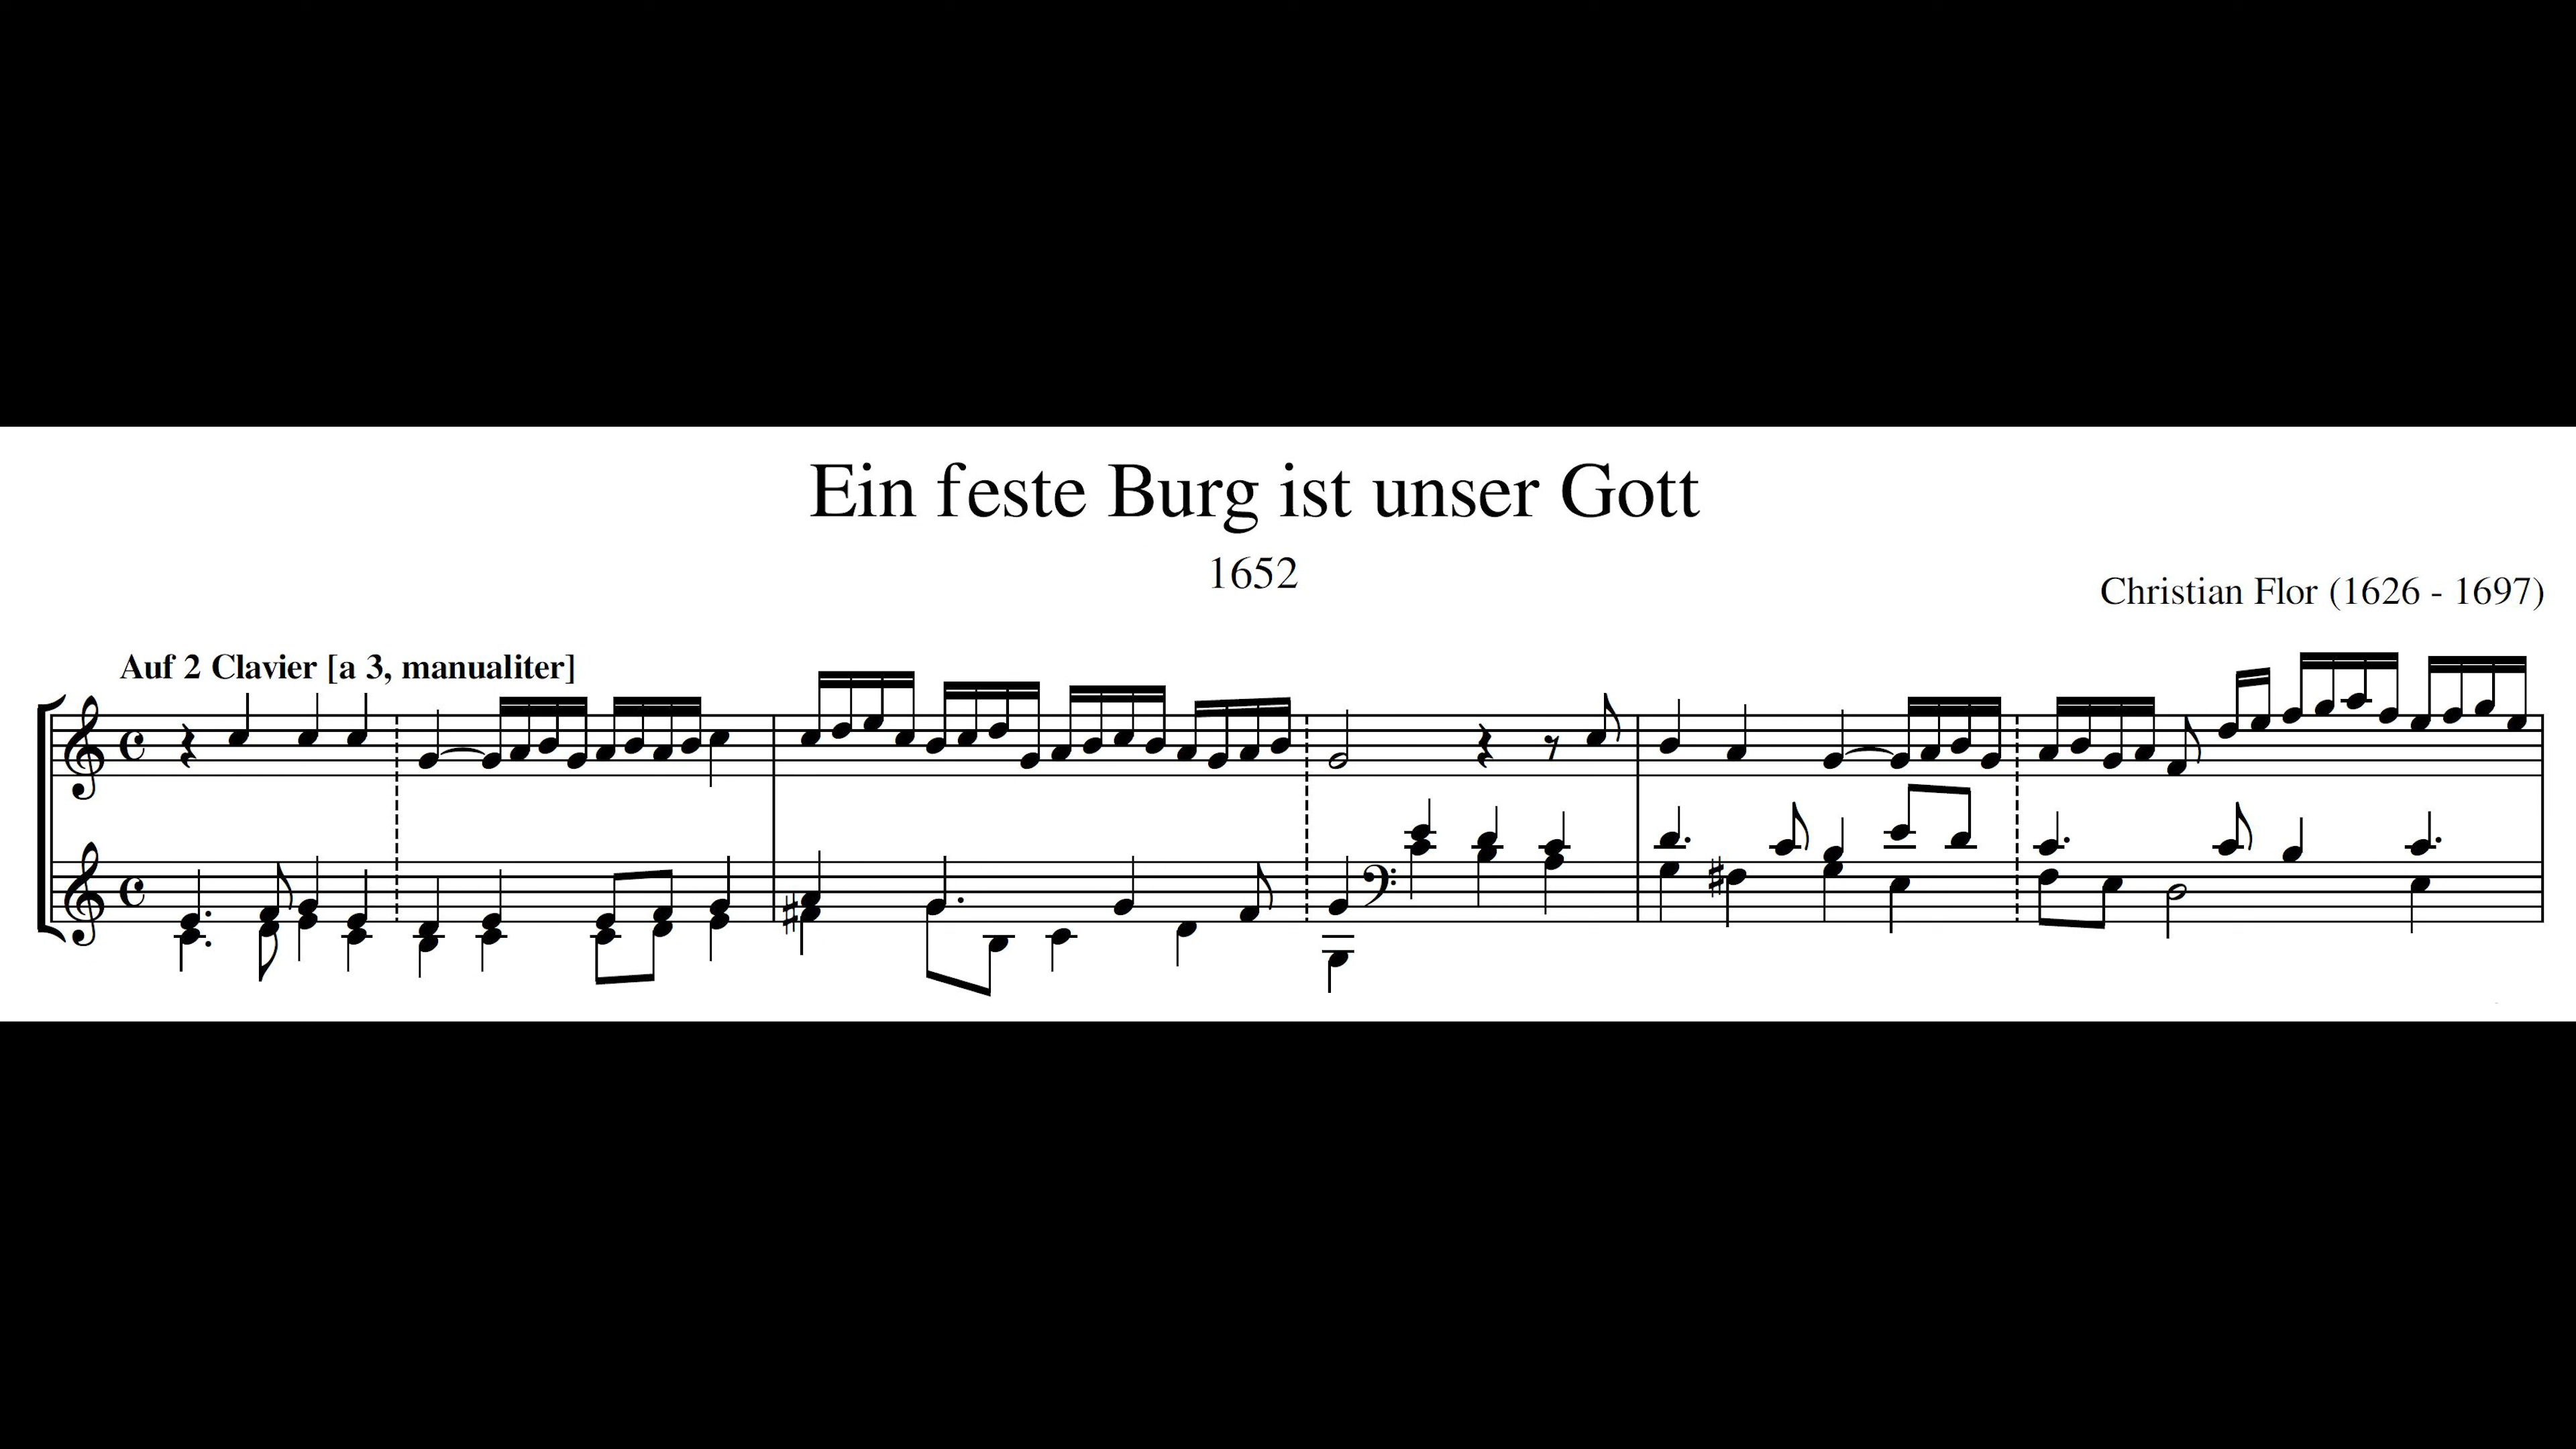 Ein feste Burg ist unser Gott
1652
Christian Flor (1626 - 1697)
Auf 2 Clavier [a 3, manualiter]